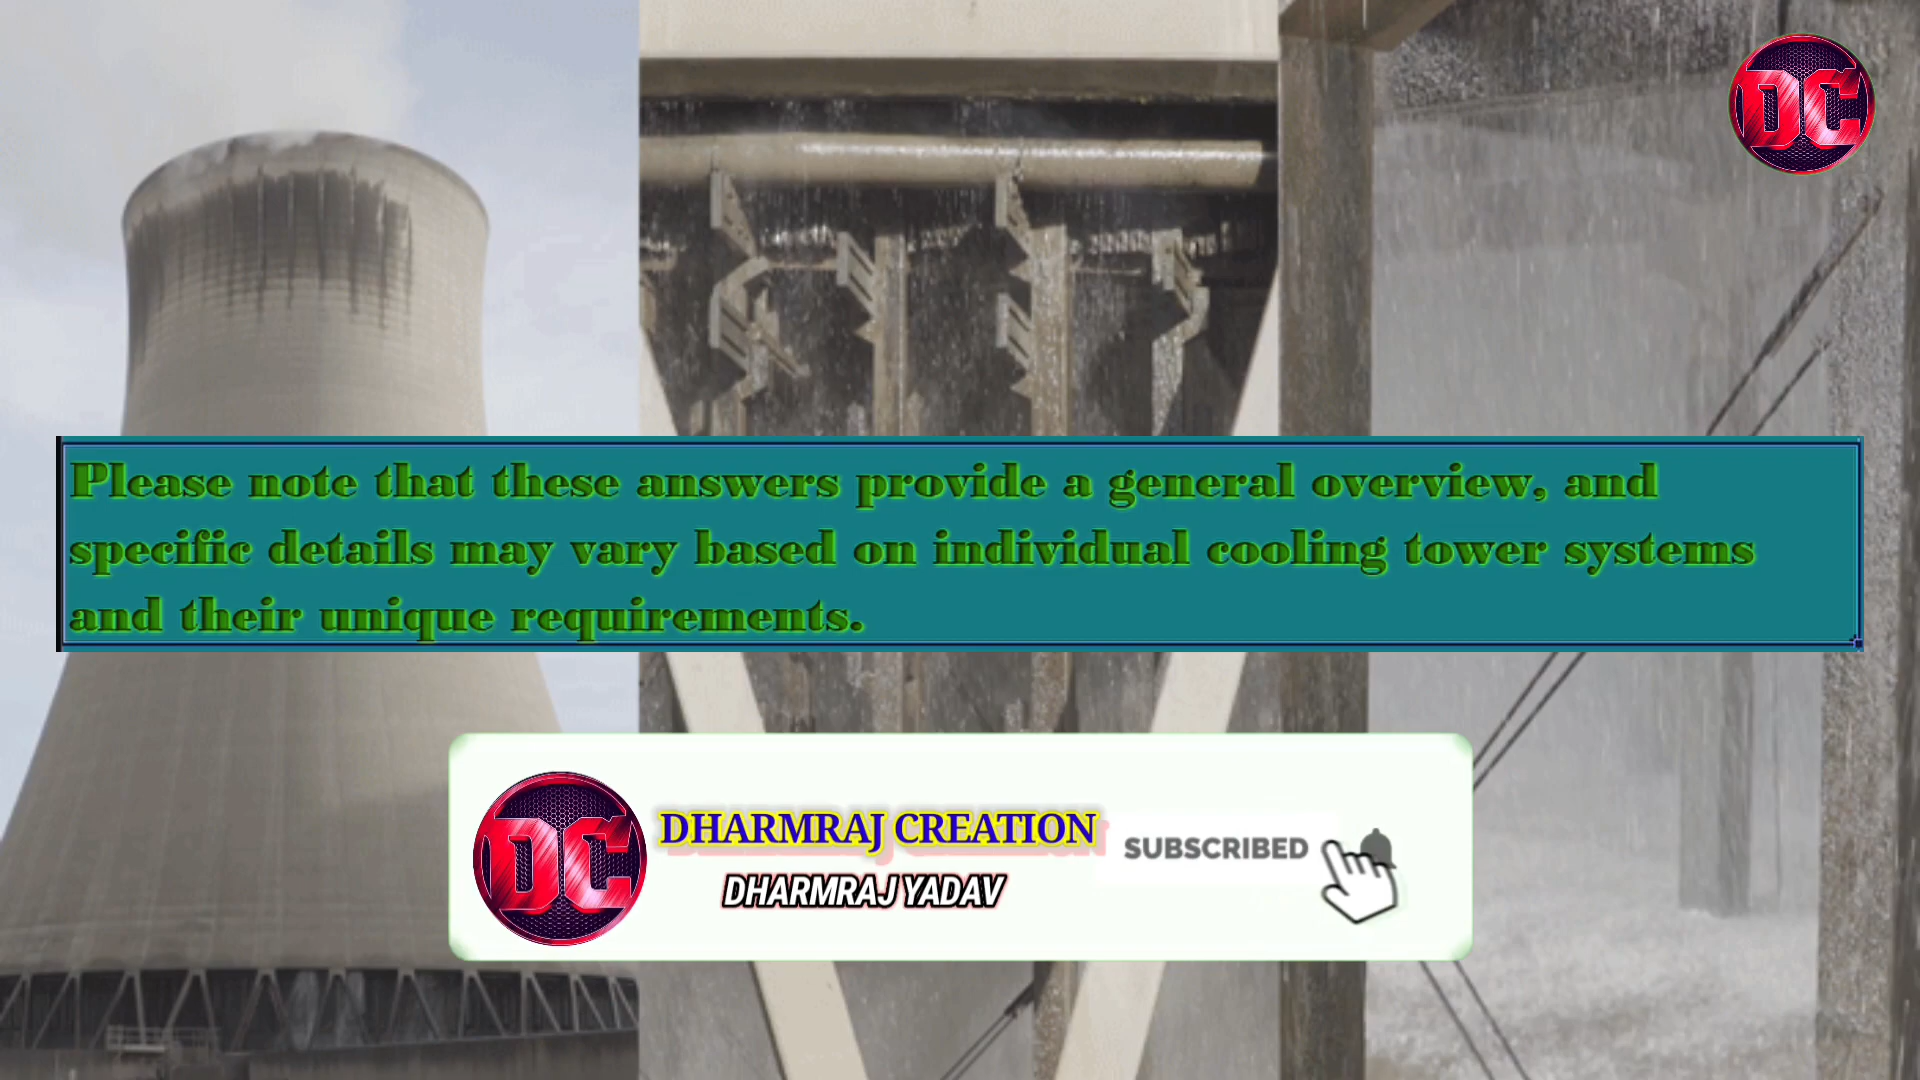 DC
Please note that these answers provide a general overview, and
specific details may vary based on individual cooling tower systems
and their unique requirements.
DC
DHARMRAJ CREATION
SUBSCRIBED
DHARMRAJ YADAV